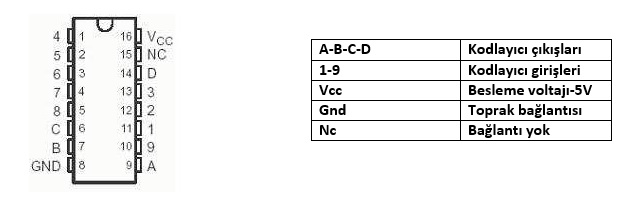 4 1 16 VCC
5 2 15 NC
6 3 14 D
7 4 13 3
8 5 12 2
C 6 11 1
B 7 10 9
GND 8 9 A
A-B-C-D Kodlayıcı çıkışları
1-9 Kodlayıcı girişleri
Vcc Besleme voltajı-5V
Gnd Toprak bağlantısı
Nc Bağlantı yok